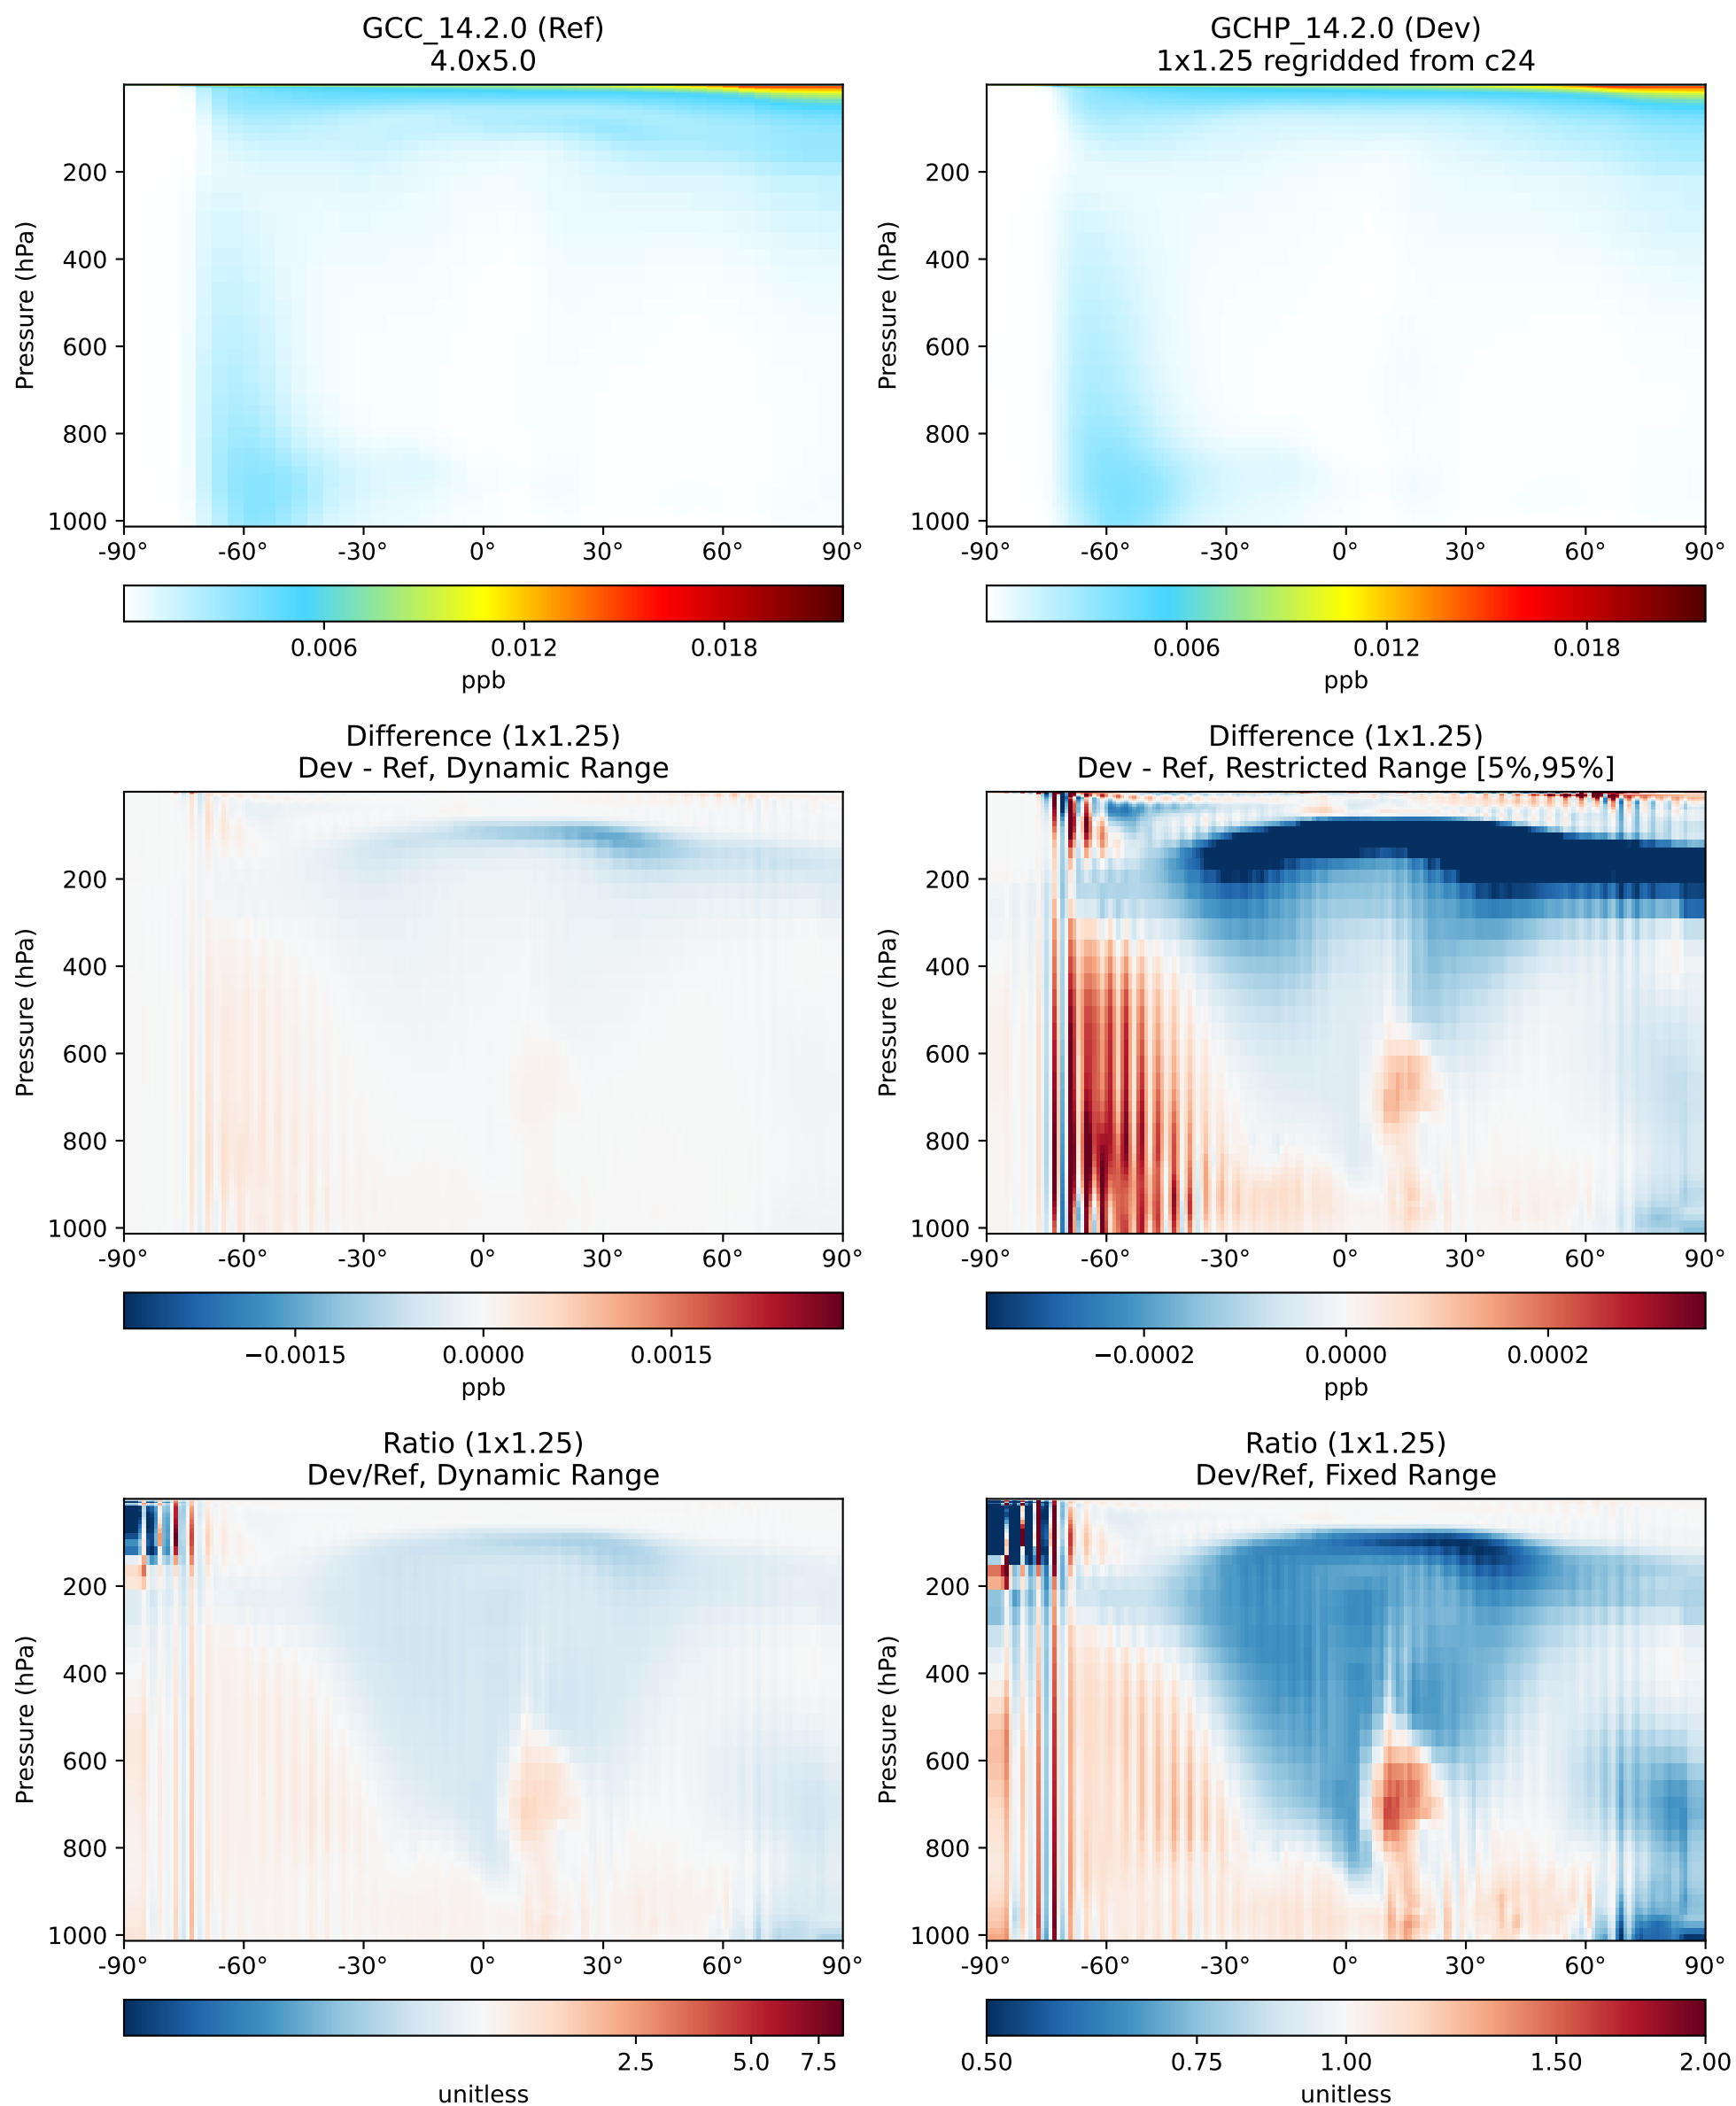 GCC_14.2.0 (Ref)
4.0x5.0
Pressure (hPa)
200
400
600
800
1000
-90° -60° -30° 0° 30° 60° 90°
0.006 0.012 0.018
ppb
GCHP_14.2.0 (Dev)
1x1.25 regridded from c24
Pressure (hPa)
200
400
600
800
1000
-90° -60° -30° 0° 30° 60° 90°
0.006 0.012 0.018
ppb
Difference (1x1.25)
Dev - Ref, Dynamic Range
Pressure (hPa)
200
400
600
800
1000
-90° -60° -30° 0° 30° 60° 90°
−0.0015 0.0000 0.0015
ppb
Difference (1x1.25)
Dev - Ref, Restricted Range [5%,95%]
Pressure (hPa)
200
400
600
800
1000
-90° -60° -30° 0° 30° 60° 90°
−0.0002 0.0000 0.0002
ppb
Ratio (1x1.25)
Dev/Ref, Dynamic Range
Pressure (hPa)
200
400
600
800
1000
-90° -60° -30° 0° 30° 60° 90°
2.5 5.0 7.5
unitless
Ratio (1x1.25)
Dev/Ref, Fixed Range
Pressure (hPa)
200
400
600
800
1000
-90° -60° -30° 0° 30° 60° 90°
0.50 0.75 1.00 1.50 2.00
unitless